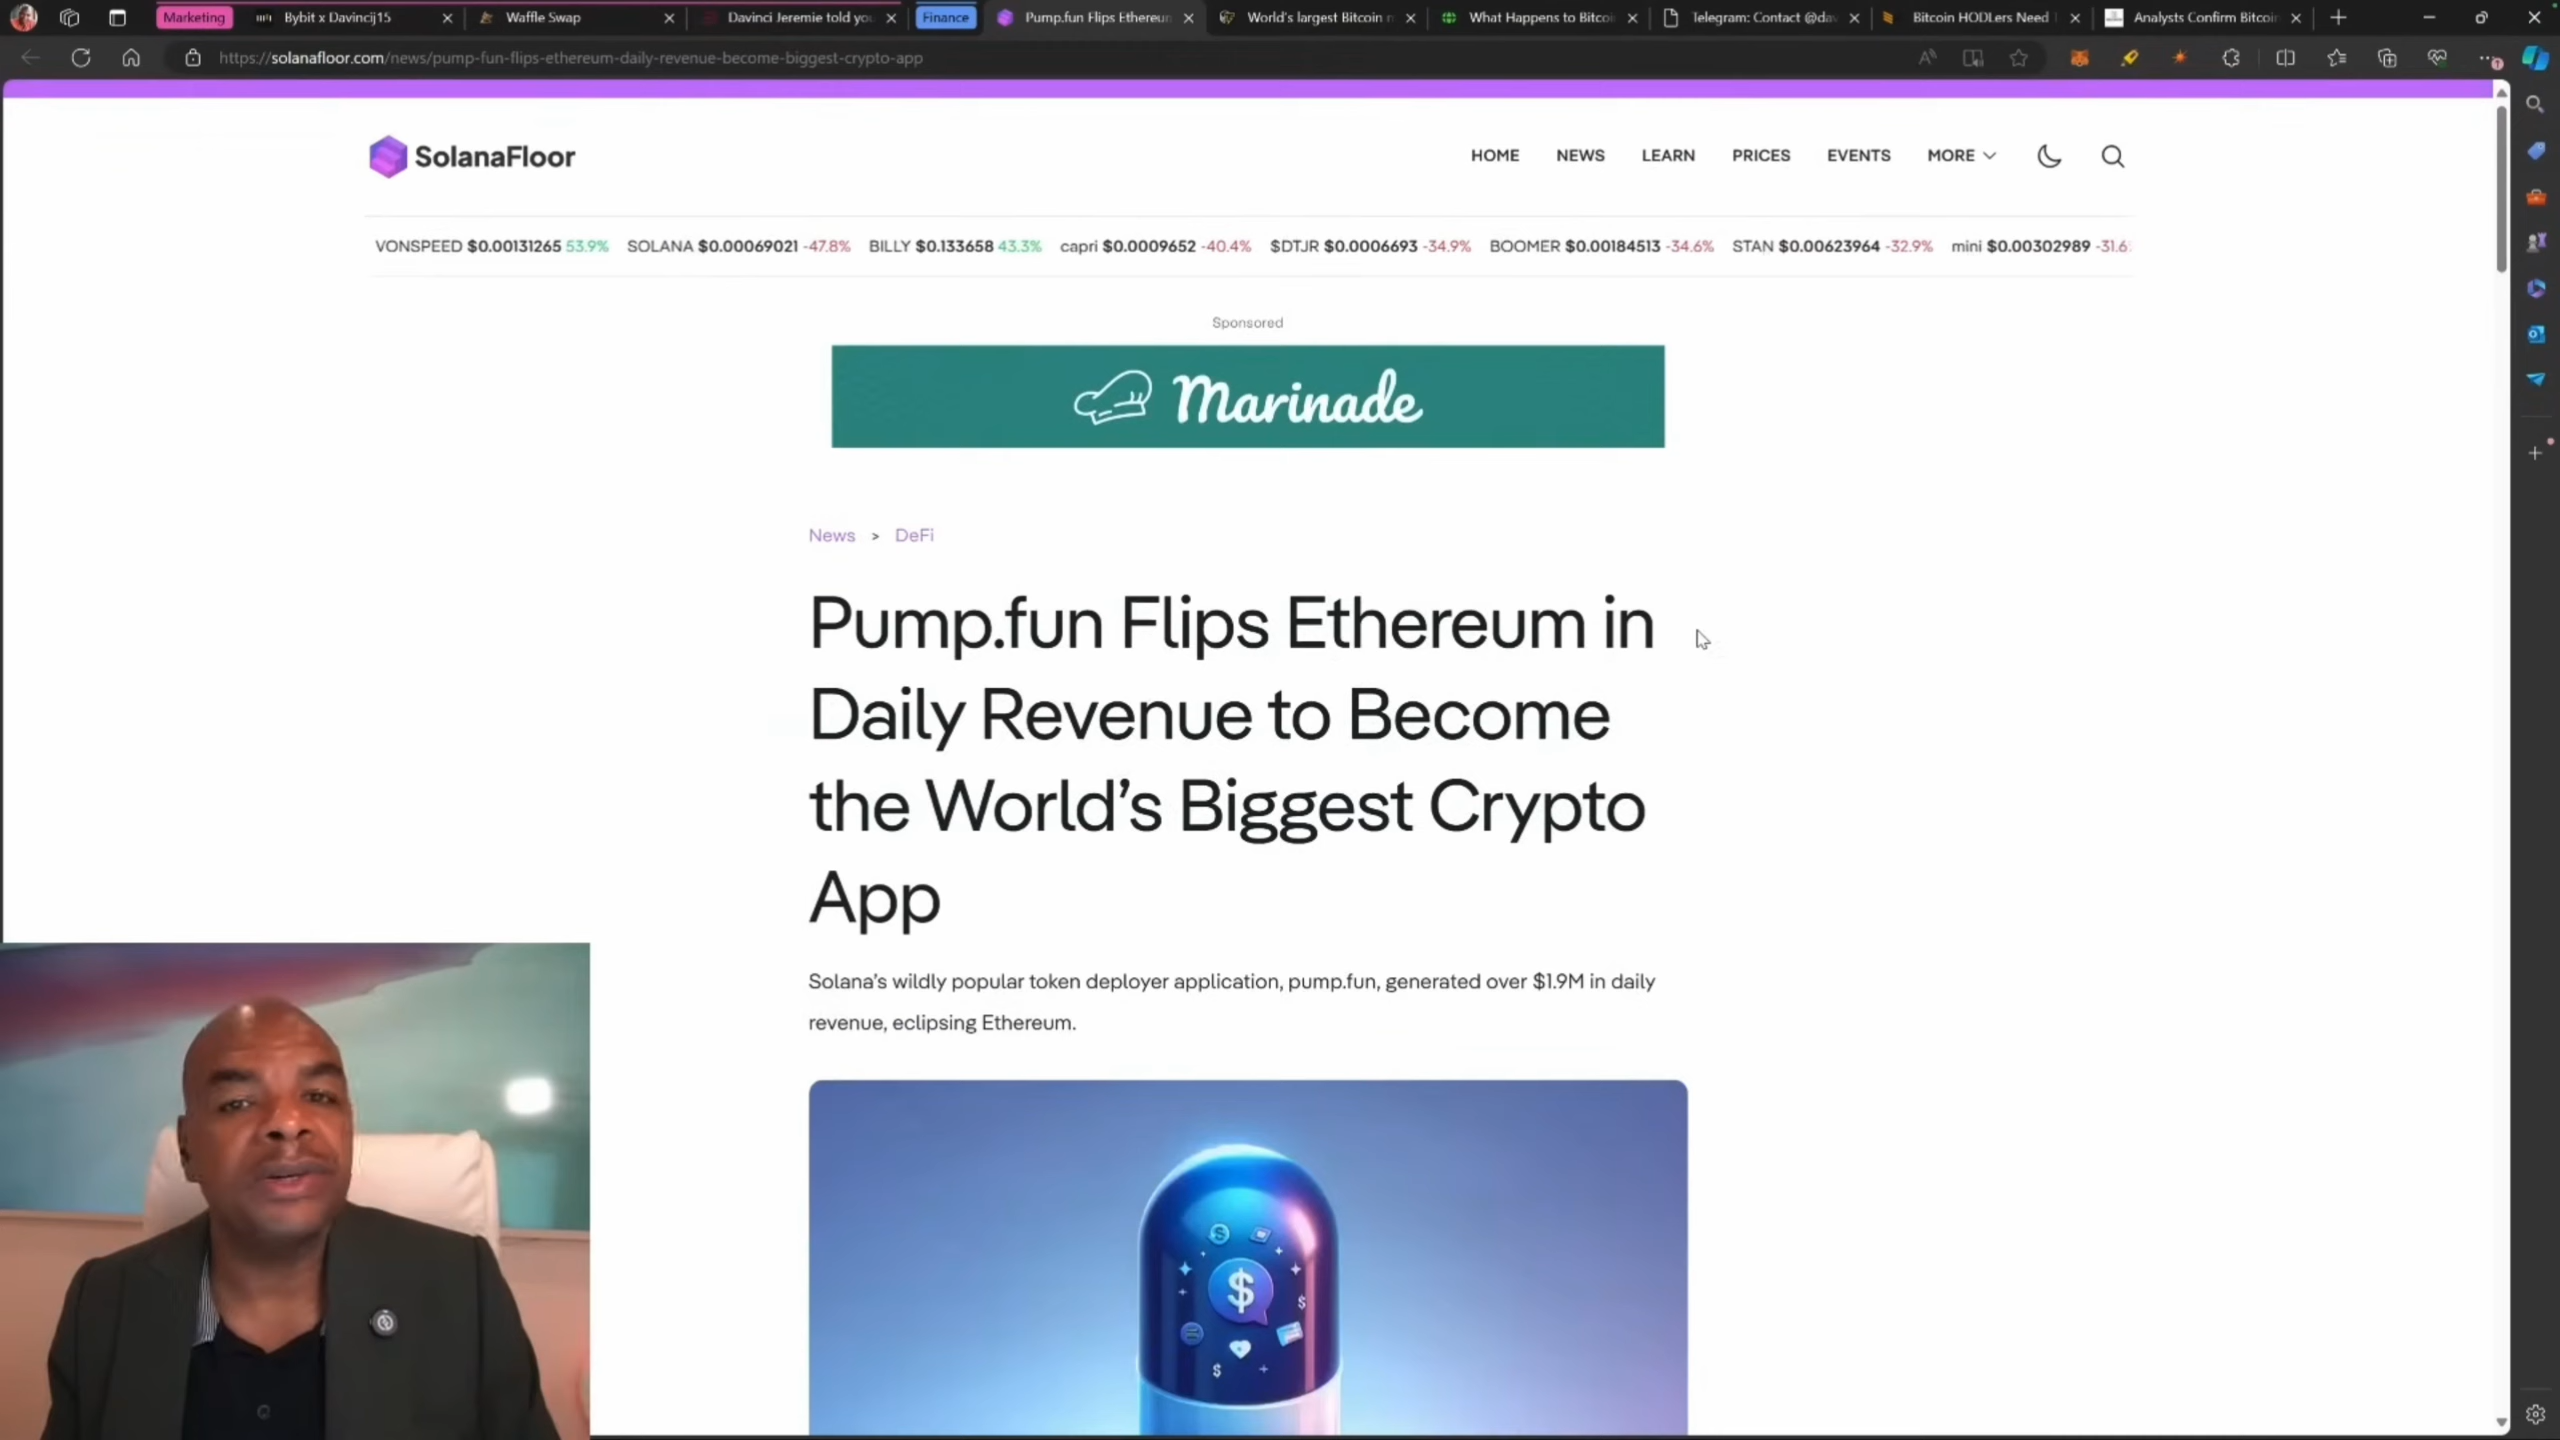 Marketing
Bybit x Davincij15
Waffle Swap
Davinci Jeremie told you
Finance
Pump.fun Flips Ethereum
World's largest Bitcoin
What Happens to Bitcoi
Telegram: Contact @dav
Bitcoin HODLers Need
Analysts Confirm Bitcoin
https://solanafloor.com/news/pump-fun-flips-ethereum-daily-revenue-become-biggest-crypto-app
SolanaFloor
HOME NEWS LEARN PRICES EVENTS MORE
VONSPEED $0.00131265 53.9% SOLANA $0.00069021 -47.8% BILLY $0.133658 43.3% capri $0.0009652 -40.4% $DTJR $0.0006693 -34.9% BOOMER $0.00184513 -34.6% STAN $0.00623964 -32.9% mini $0.00302989 -31.6
Sponsored
Marinade
News > DeFi
Pump.fun Flips Ethereum in
Daily Revenue to Become
the World's Biggest Crypto
App
Solana's wildly popular token deployer application, pump.fun, generated over $1.9M in daily
revenue, eclipsing Ethereum.